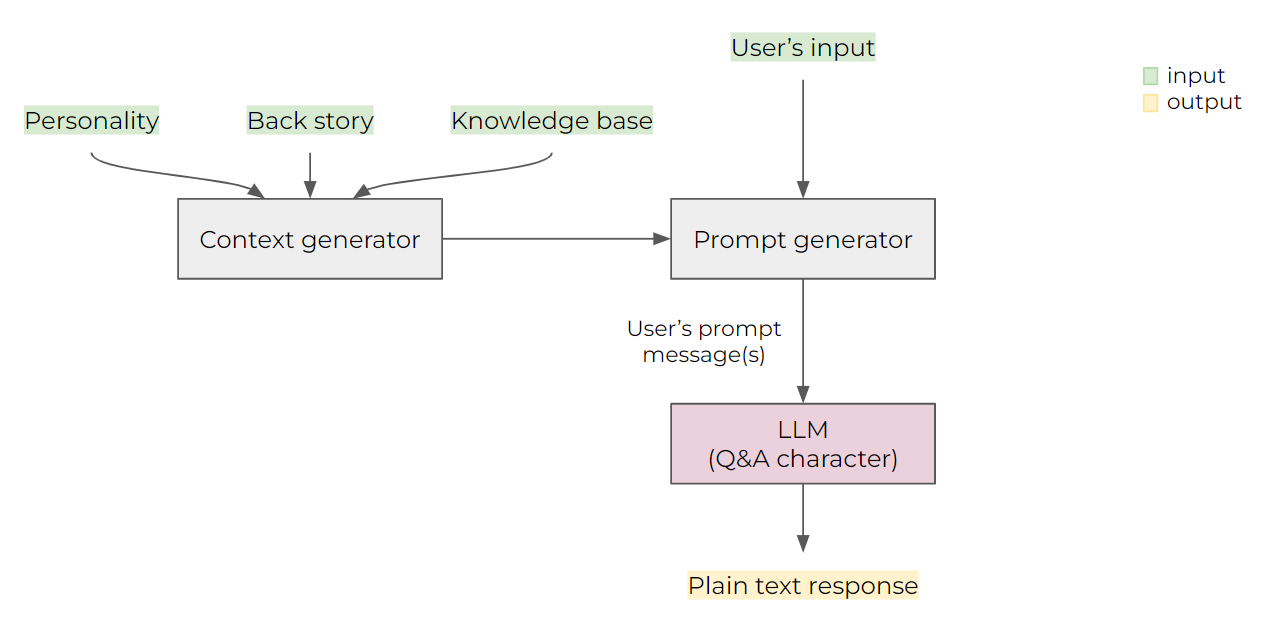 User’s input
input
output
Personality
Back story
Knowledge base
Context generator
Prompt generator
User’s prompt
message(s)
LLM
(Q&A character)
Plain text response